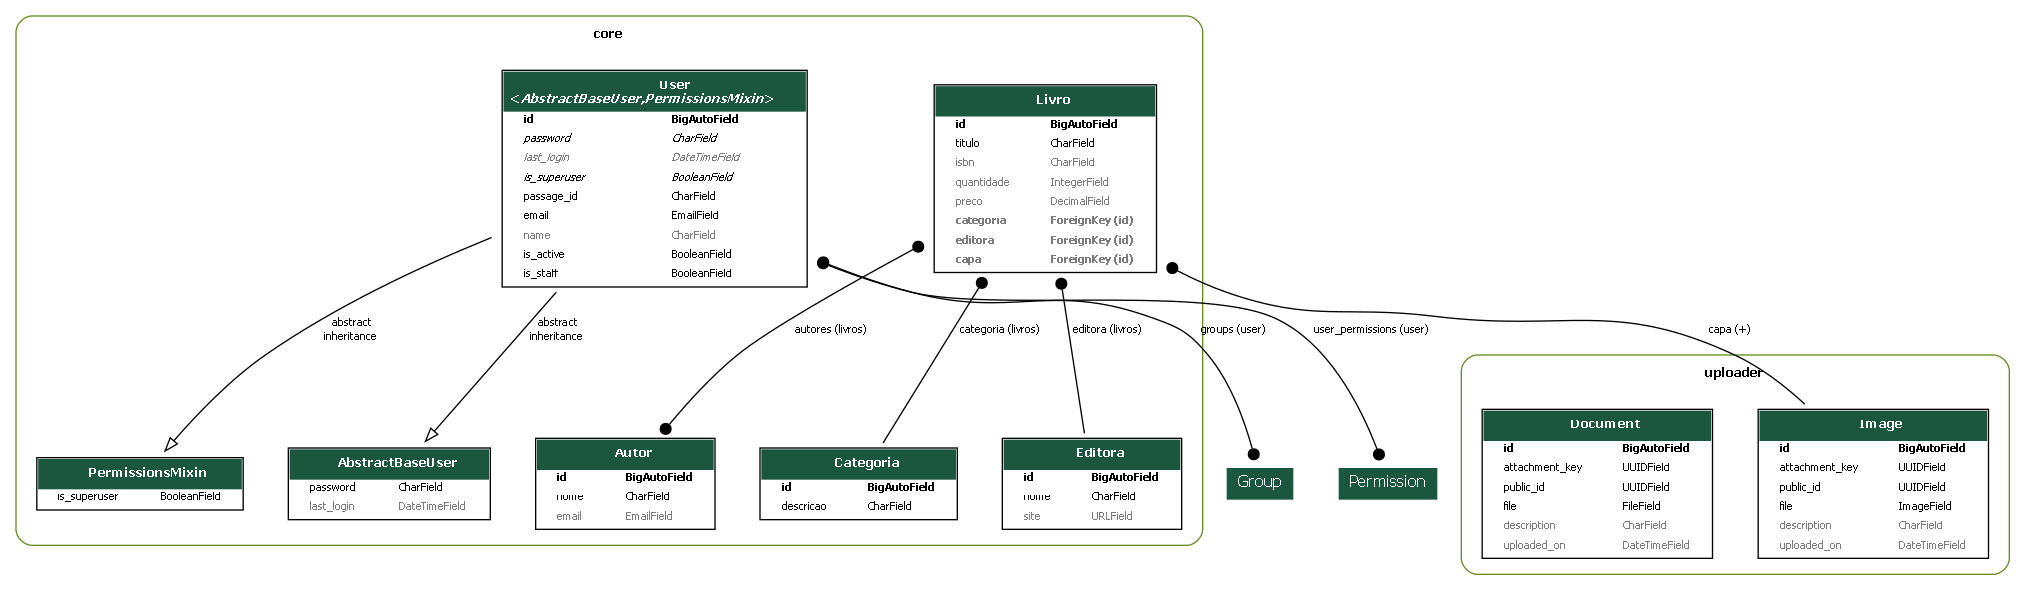 core
User
<AbstractBaseUser,PermissionsMixin>
id BigAutoField
password CharField
last_login DateTimeField
is_superuser BooleanField
passage_id CharField
email EmailField
name CharField
is_active BooleanField
is_staff BooleanField
Livro
id BigAutoField
titulo CharField
isbn CharField
quantidade IntegerField
preco DecimalField
categoria ForeignKey (id)
editora ForeignKey (id)
capa ForeignKey (id)
abstract
inheritance
abstract
inheritance
autores (livros)
categoria (livros)
editora (livros)
groups (user)
user_permissions (user)
capa (+)
PermissionsMixin
is_superuser BooleanField
AbstractBaseUser
password CharField
last_login DateTimeField
Autor
id BigAutoField
nome CharField
email EmailField
Categoria
id BigAutoField
descricao CharField
Editora
id BigAutoField
nome CharField
site URLField
Group
Permission
uploader
Document
id BigAutoField
attachment_key UUIDField
public_id UUIDField
file FileField
description CharField
uploaded_on DateTimeField
Image
id BigAutoField
attachment_key UUIDField
public_id UUIDField
file ImageField
description CharField
uploaded_on DateTimeField